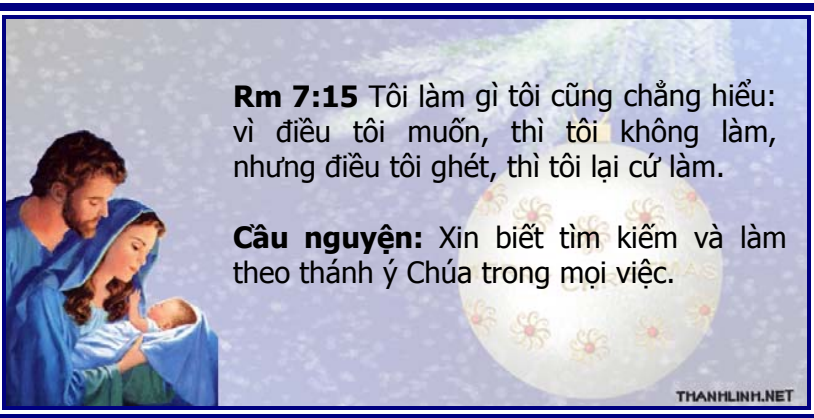 Rm 7:15 Tôi làm gì tôi cũng chẳng hiểu:
vì điều tôi muốn, thì tôi không làm,
nhưng điều tôi ghét, thì tôi lại cứ làm.
Cầu nguyện: Xin biết tìm kiếm và làm
theo thánh ý Chúa trong mọi việc.
THANHLINH.NET